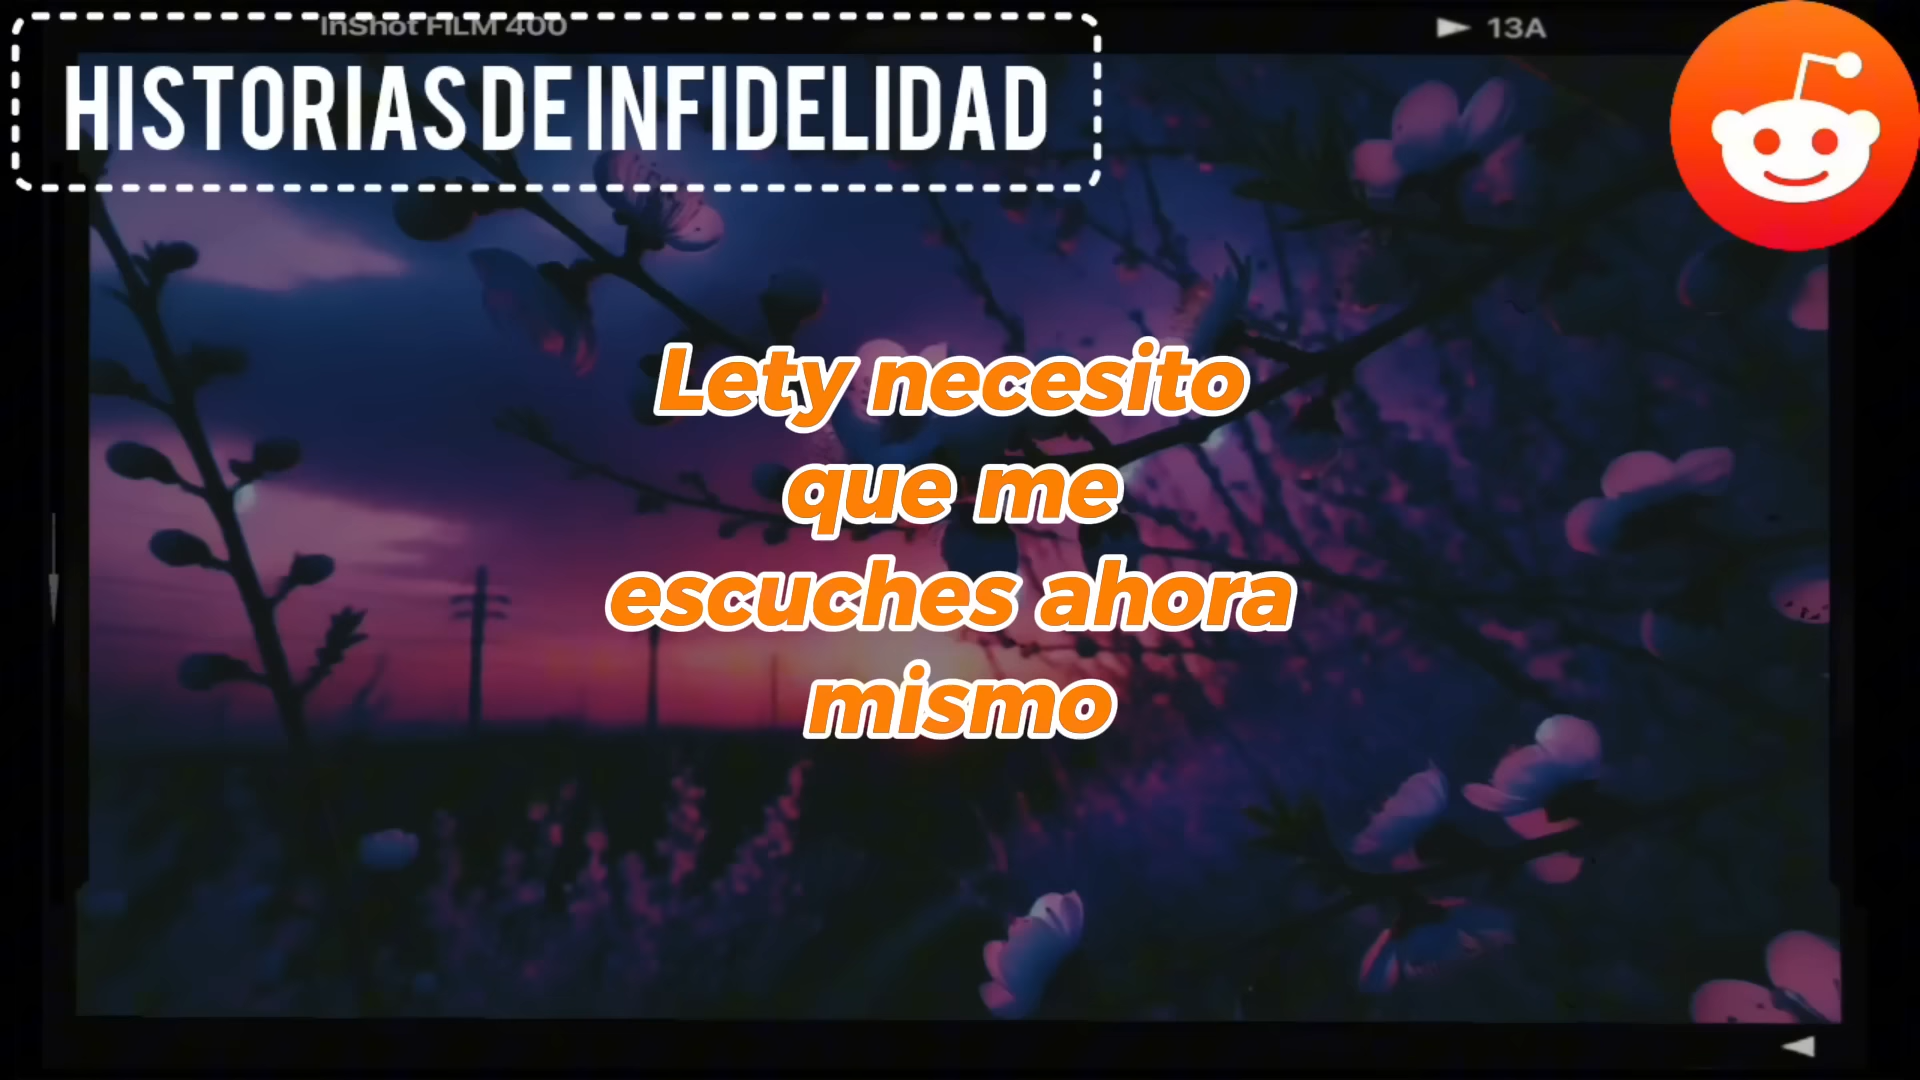 InShot FILM 400
13A
HISTORIAS DE INFIDELIDAD
Lety necesito
que me
escuches ahora
mismo